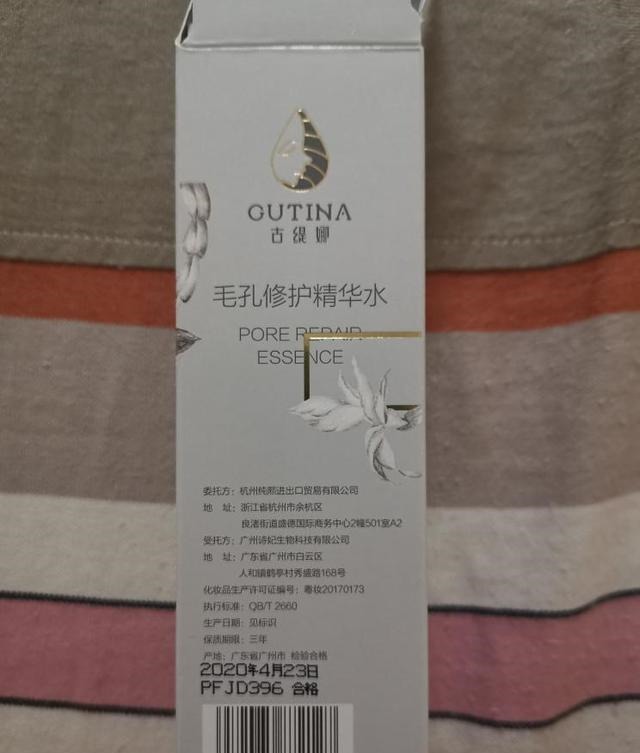 GUTINA
古缇娜
毛孔修护精华水
PORE REPAIR
ESSENCE
委托方：杭州纯熙进出口贸易有限公司
地  址：浙江省杭州市余杭区
良渚街道盛德国际商务中心2幢501室A2
受托方：广州诗妃生物科技有限公司
地  址：广东省广州市白云区
人和镇鹤亭村秀盛路168号
化妆品生产许可证编号：粤妆20170173
执行标准：QB/T 2660
生产日期：见标识
保质期限：三年
产地：广东省广州市 检验合格
2020年4月23日
PFJD396 合格